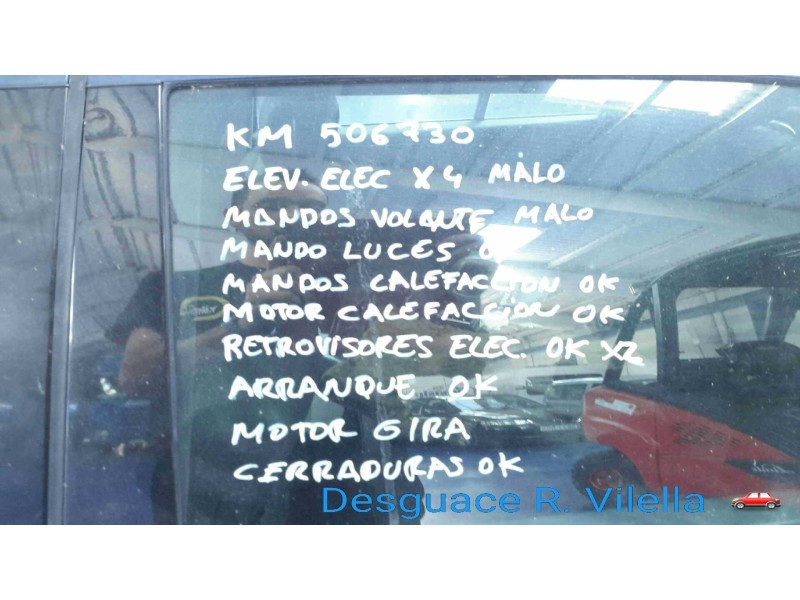 KM 506730
ELEV. ELEC X 4 MALO
MANDOS VOLANTE MALO
MANDO LUCES
MANDOS CALEFACCION OK
MOTOR CALEFACCION OK
RETROVISORES ELEC. OK X2
ARRANQUE OK
MOTOR GIRA
CERRADURAS OK
Desguace R. Vilella